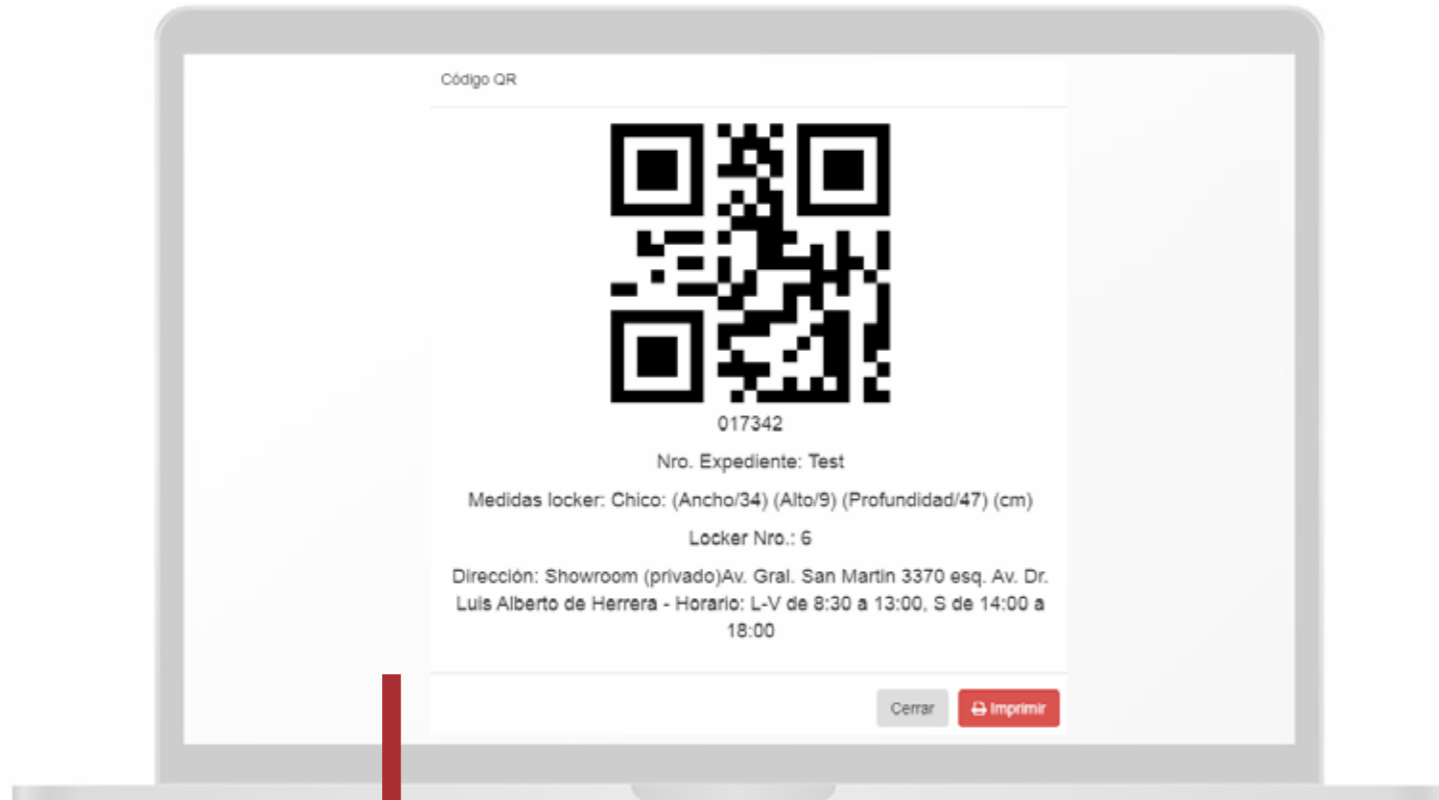 Código QR
017342
Nro. Expediente: Test
Medidas locker: Chico: (Ancho/34) (Alto/9) (Profundidad/47) (cm)
Locker Nro.: 6
Dirección: Showroom (privado)Av. Gral. San Martin 3370 esq. Av. Dr.
Luis Alberto de Herrera - Horario: L-V de 8:30 a 13:00, S de 14:00 a
18:00
Cerrar
Imprimir